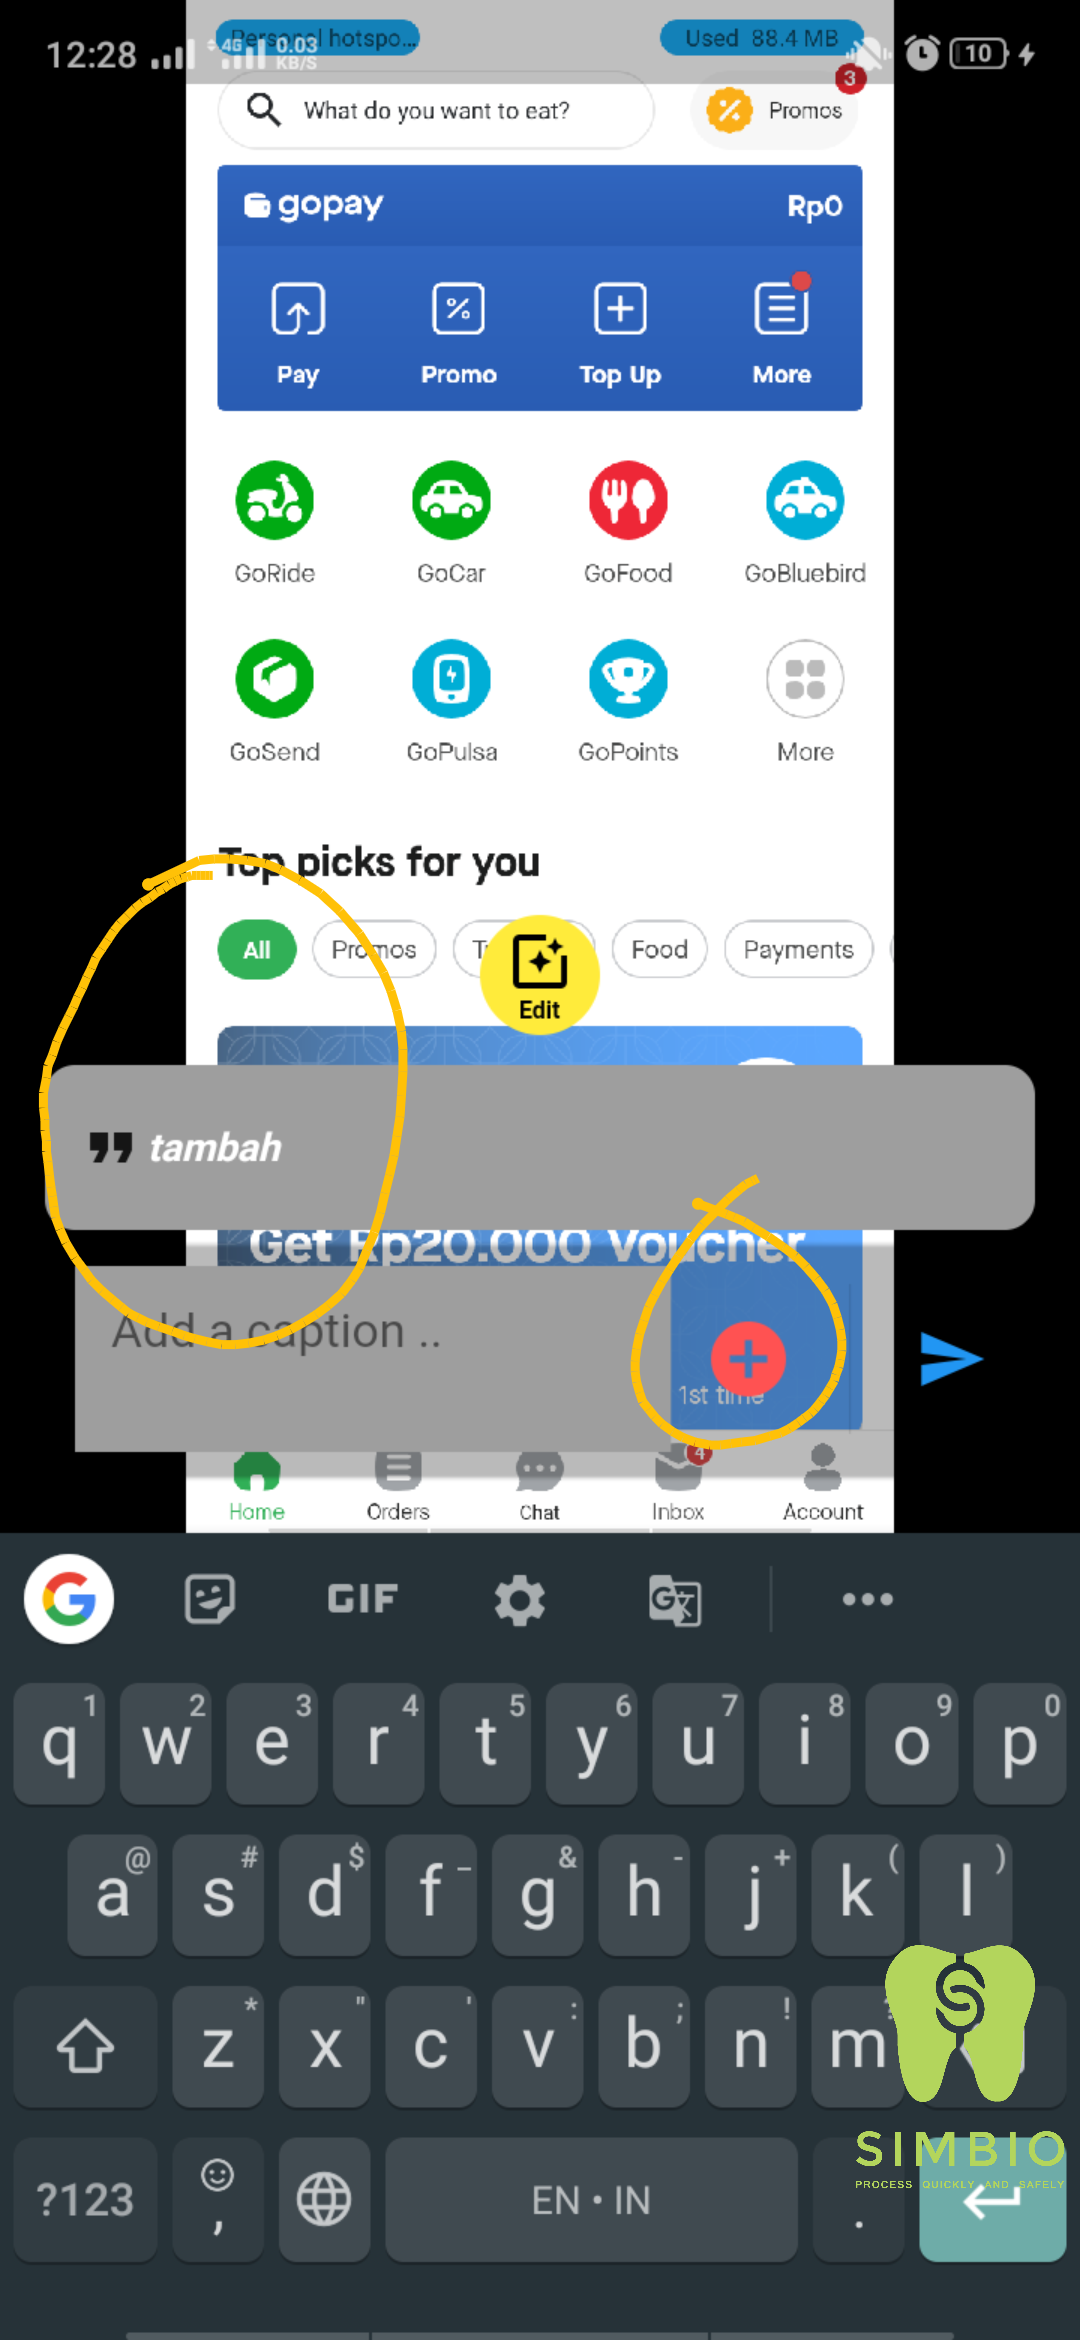 Personal hotspo... Used 88.4 MB
12:28 4G 0.03 KB/S 10
3
What do you want to eat? Promos
gopay Rp0
Pay Promo Top Up More
GoRide GoCar GoFood GoBluebird
GoSend GoPulsa GoPoints More
Top picks for you
All Promos Food Payments
Edit
tambah
Get Rp20.000 Voucher
Add a caption ..
1st time
4
Home Orders Chat Inbox Account
G GIF G ...
1 2 3 4 5 6 7 8 9 0
q w e r t y u i o p
@ # $ _ & - + ( )
a s d f g h j k l
* " ' : ; !
z x c v b n m
S
SIMBIO
PROCESS QUICKLY AND SAFELY
?123 , EN • IN .